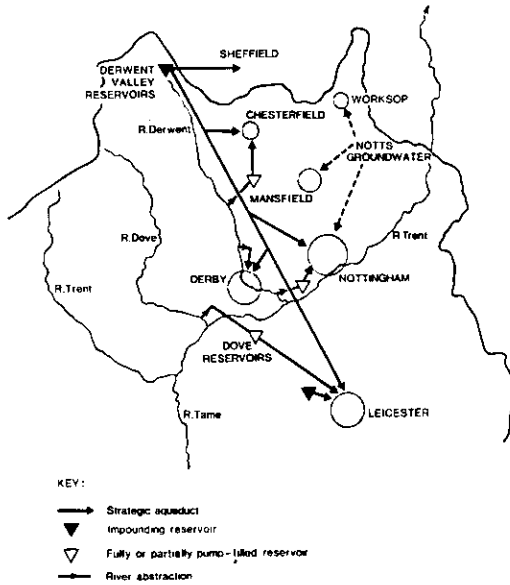 SHEFFIELD
DERWENT
VALLEY
RESERVOIRS
WORKSOP
CHESTERFIELD
R.Derwent
NOTTS
GROUNDWATER
MANSFIELD
R.Dove
R.Trent
R.Trent
DERBY
NOTTINGHAM
DOVE
RESERVOIRS
LEICESTER
R.Tame
KEY:
Strategic aqueduct
Impounding reservoir
Fully or partially pump-filled reservoir
River abstraction